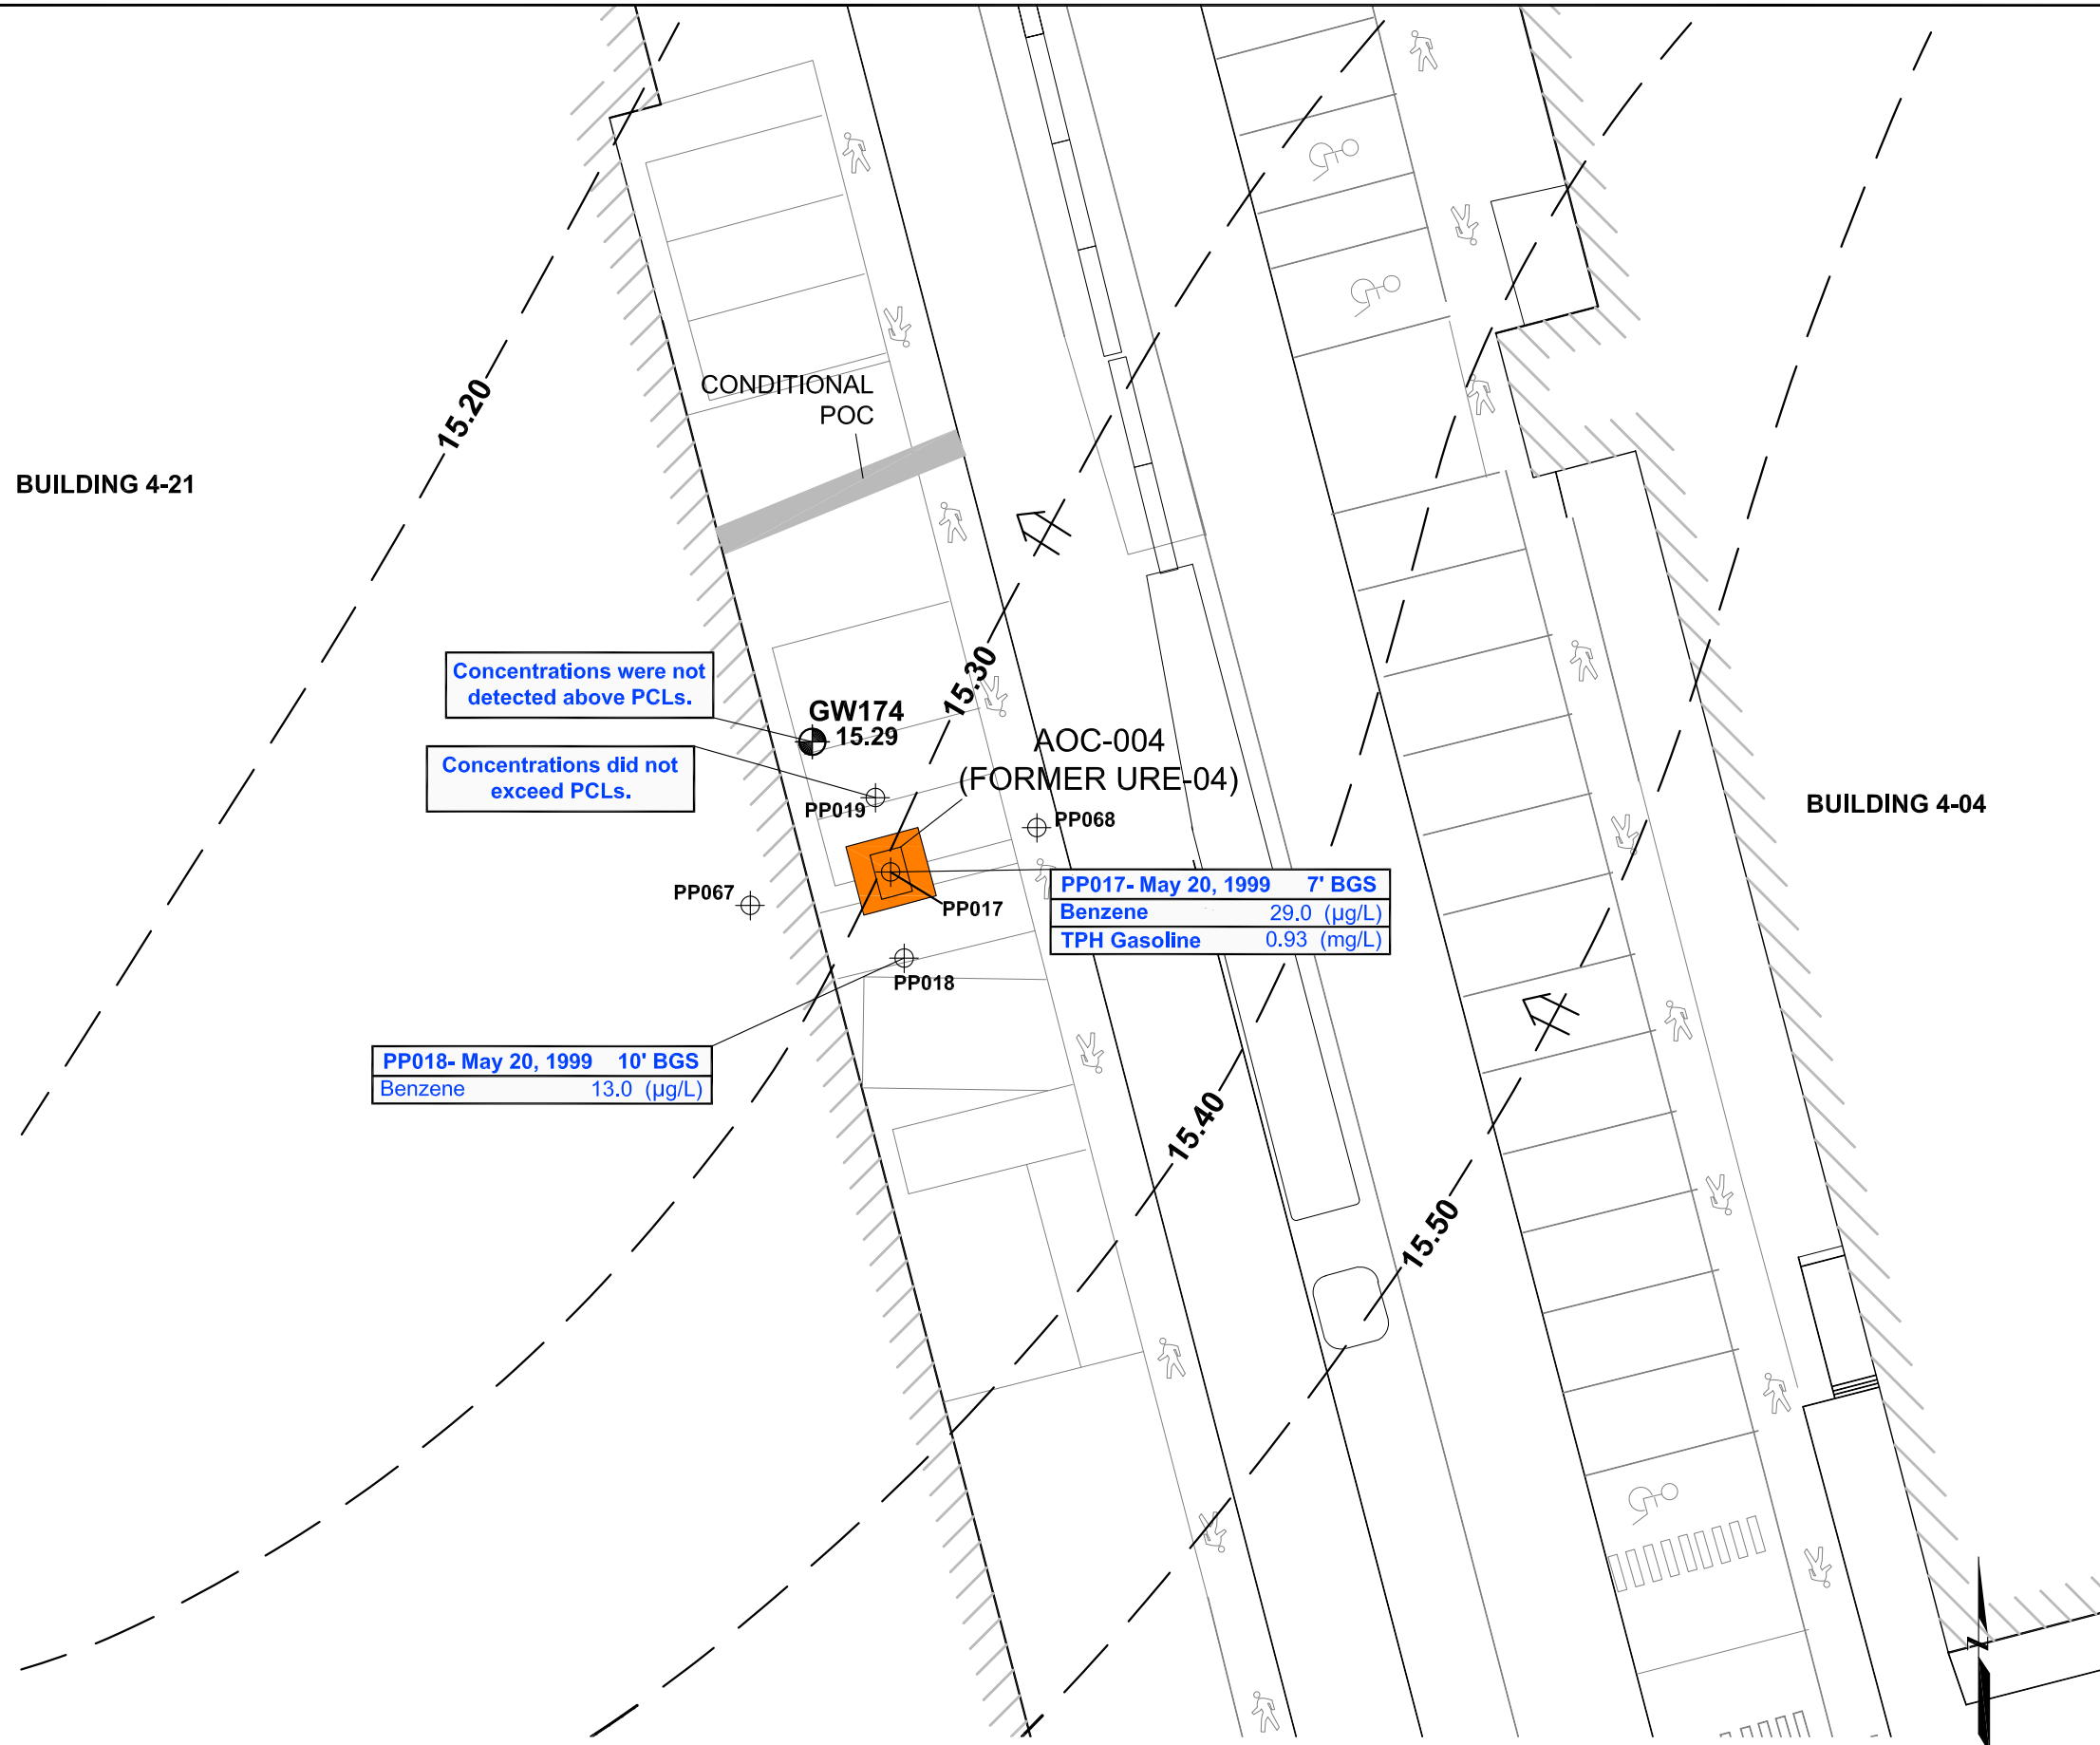 15.20
CONDITIONAL
POC
BUILDING 4-21
Concentrations were not
detected above PCLs.
GW174
15.29
15.30
Concentrations did not
exceed PCLs.
AOC-004
(FORMER URE-04)
PP019
PP068
BUILDING 4-04
PP067
PP017
PP017- May 20, 1999 7' BGS
Benzene 29.0 (µg/L)
TPH Gasoline 0.93 (mg/L)
PP018
PP018- May 20, 1999 10' BGS
Benzene 13.0 (µg/L)
15.40
15.50
Z